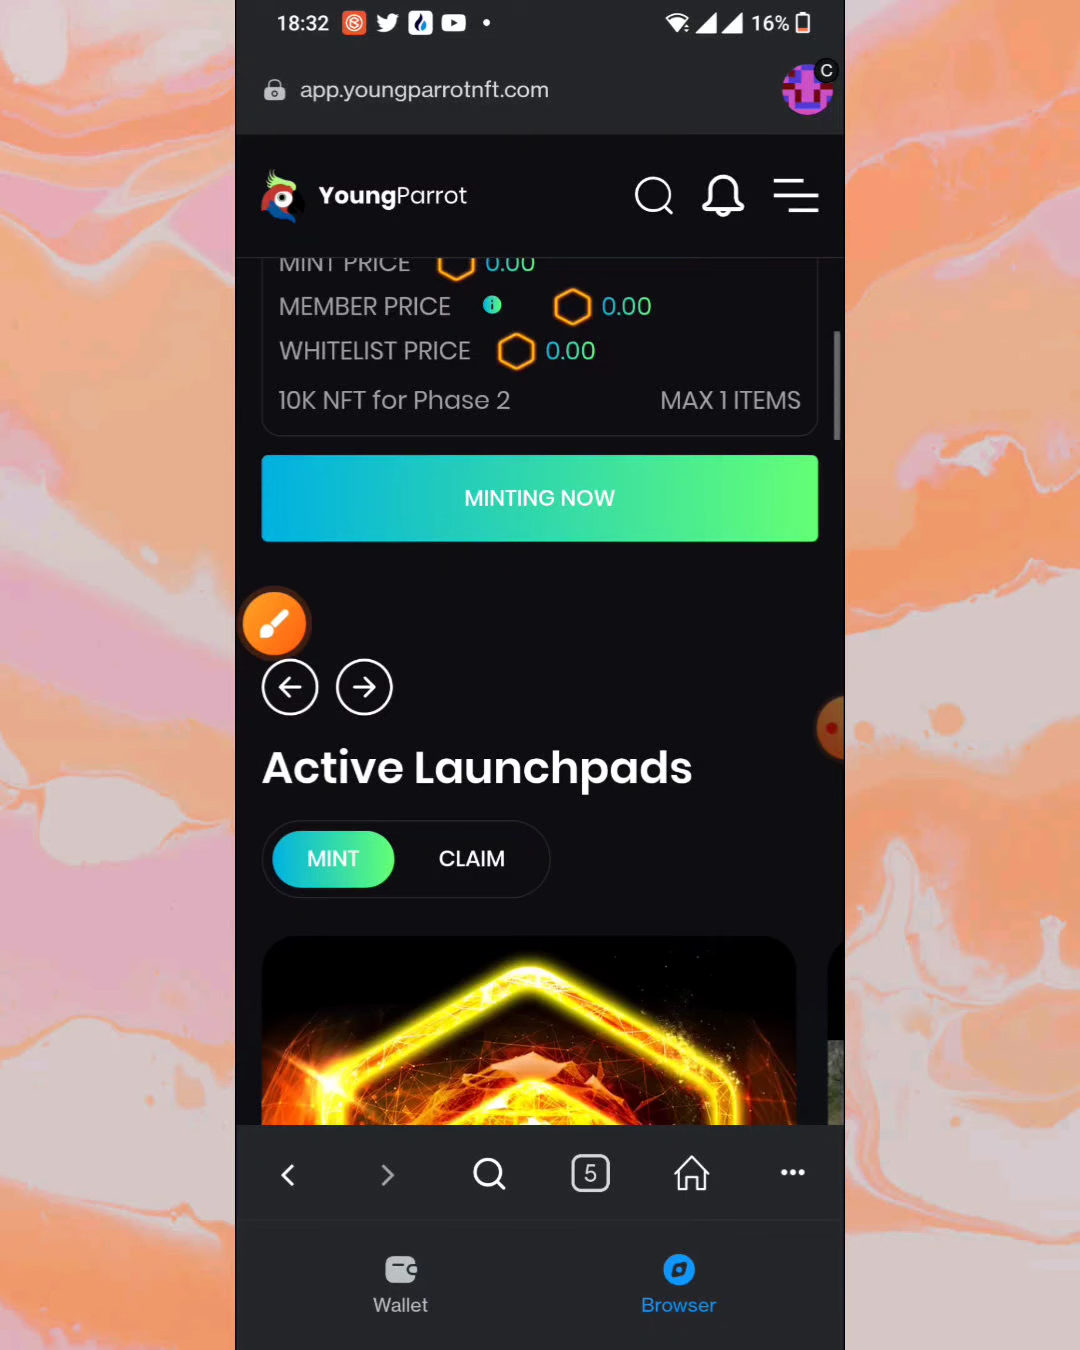 18:32
16%
app.youngparrotnft.com
C
YoungParrot
MINT PRICE 0.00
MEMBER PRICE i 0.00
WHITELIST PRICE 0.00
10K NFT for Phase 2 MAX 1 ITEMS
MINTING NOW
Active Launchpads
MINT CLAIM
5
Wallet Browser